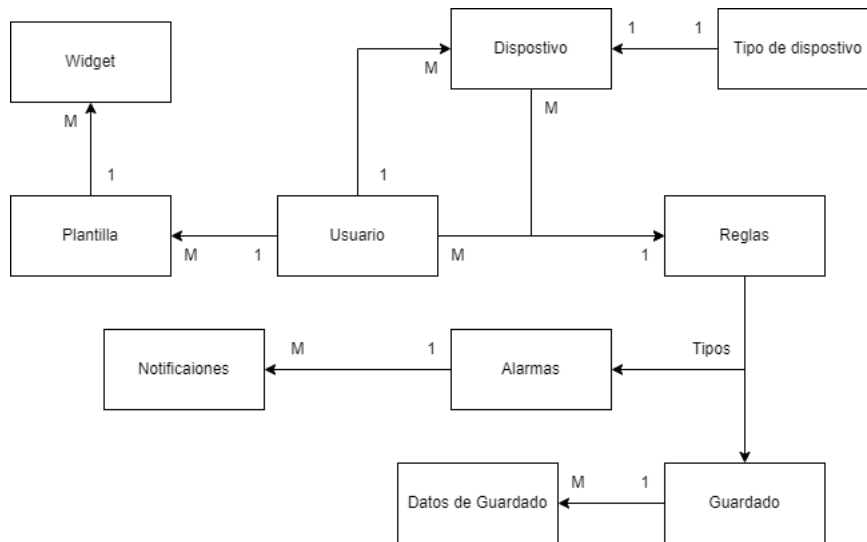 Widget
Dispostivo
Tipo de dispostivo
1
1
M
M
M
1
1
Plantilla
Usuario
Reglas
M
1
M
1
Notificaiones
M
1
Alarmas
Tipos
Datos de Guardado
M
1
Guardado